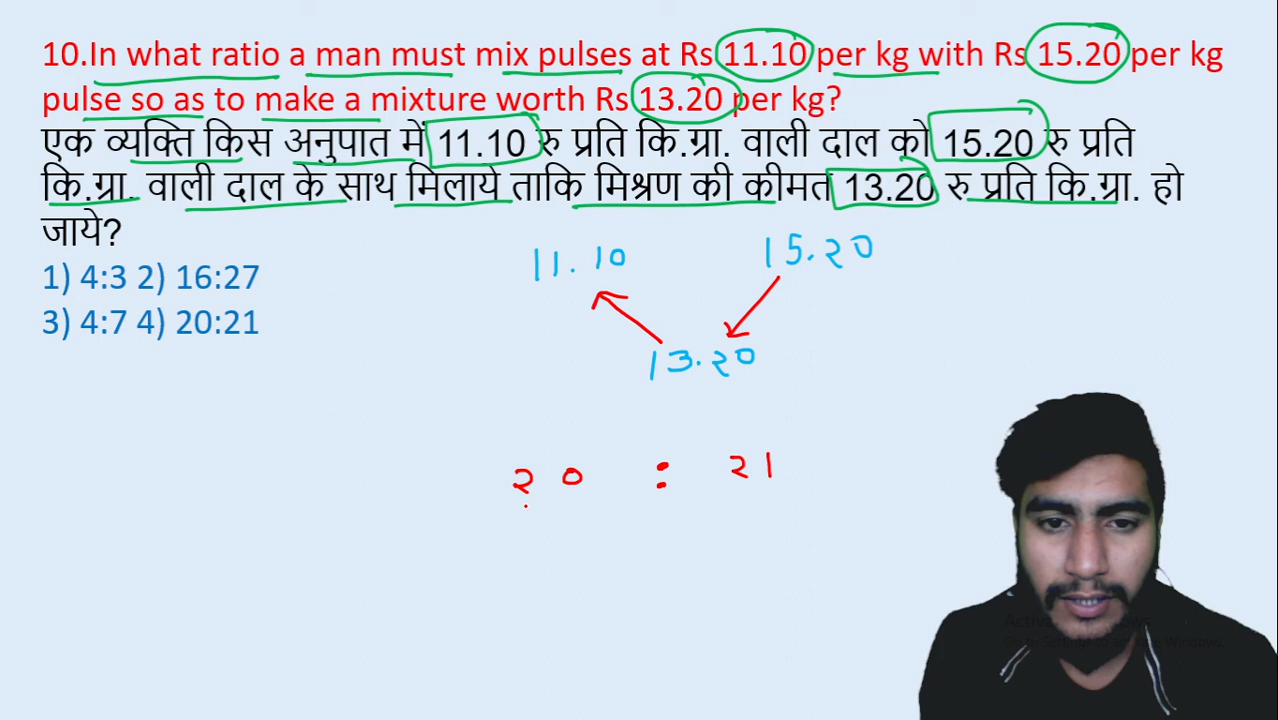 10.In what ratio a man must mix pulses at Rs 11.10 per kg with Rs 15.20 per kg
pulse so as to make a mixture worth Rs 13.20 per kg?
एक व्यक्ति किस अनुपात में 11.10 रु प्रति कि.ग्रा. वाली दाल को 15.20 रु प्रति
कि.ग्रा. वाली दाल के साथ मिलाये ताकि मिश्रण की कीमत 13.20 रु प्रति कि.ग्रा. हो
जाये?
1) 4:3 2) 16:27
3) 4:7 4) 20:21
11.10 15.20
13.20
20 : 21